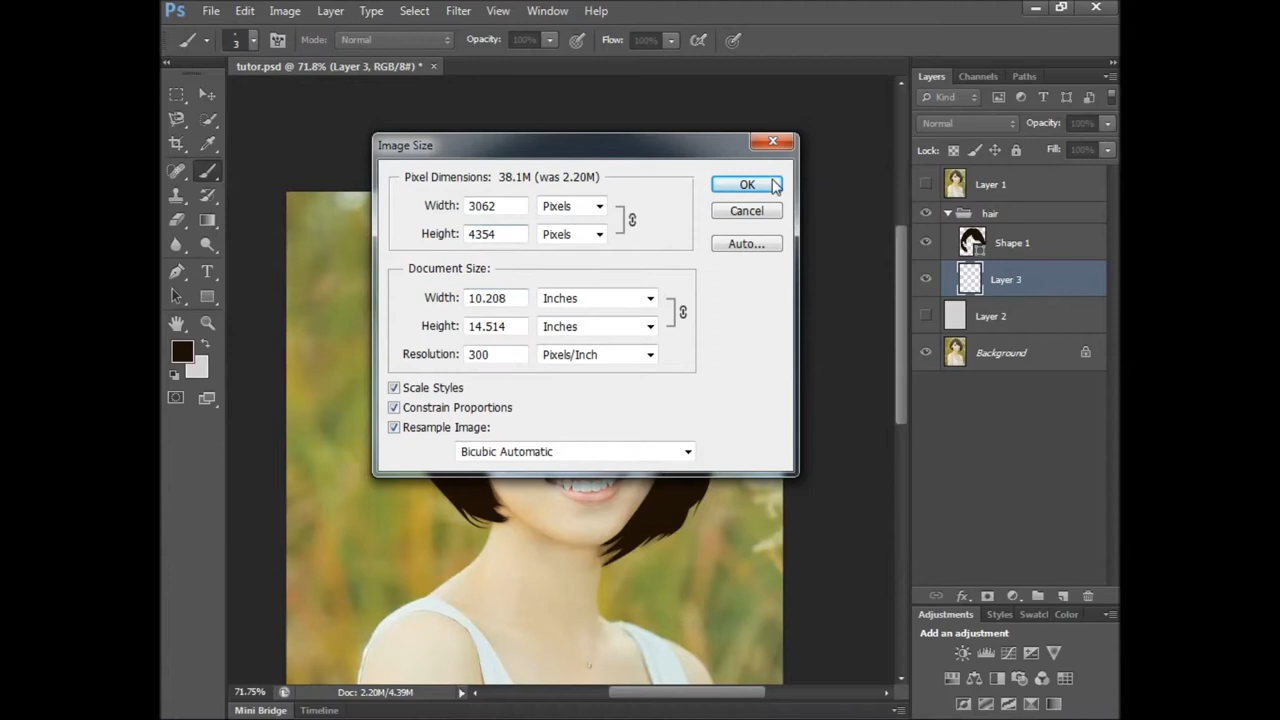 Ps File Edit Image Layer Type Select Filter View Window Help
3 Mode: Normal Opacity: 100% Flow: 100%
tutor.psd @ 71.8% (Layer 3, RGB/8#) * ×
Image Size
Pixel Dimensions: 38.1M (was 2.20M)
Width: 3062 Pixels
Height: 4354 Pixels
Document Size:
Width: 10.208 Inches
Height: 14.514 Inches
Resolution: 300 Pixels/Inch
Scale Styles
Constrain Proportions
Resample Image:
Bicubic Automatic
OK
Cancel
Auto...
Layers Channels Paths
Kind
Normal Opacity: 100%
Lock: Fill: 100%
Layer 1
hair
Shape 1
Layer 3
Layer 2
Background
fx
Adjustments Styles Swatcl Color
Add an adjustment
71.75% Doc: 2.20M/4.39M
Mini Bridge Timeline